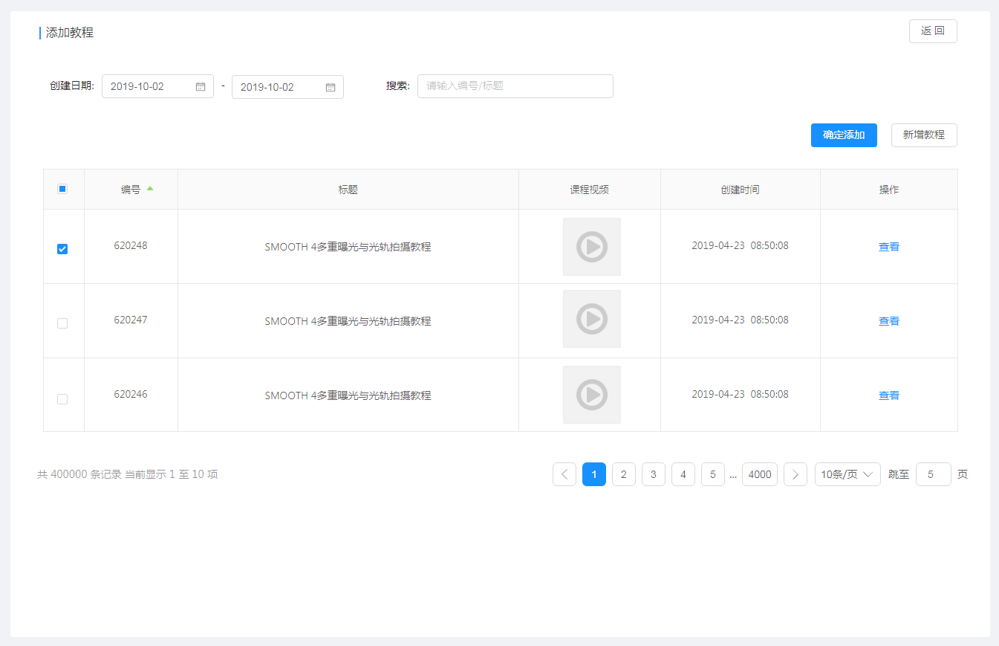 添加教程
返 回
创建日期: 2019-10-02 - 2019-10-02 搜索: 请输入编号/标题
确定添加 新增教程
编号 标题 课程视频 创建时间 操作
620248 SMOOTH 4多重曝光与光轨拍摄教程 2019-04-23 08:50:08 查看
620247 SMOOTH 4多重曝光与光轨拍摄教程 2019-04-23 08:50:08 查看
620246 SMOOTH 4多重曝光与光轨拍摄教程 2019-04-23 08:50:08 查看
共 400000 条记录 当前显示 1 至 10 项 1 2 3 4 5 ... 4000 10条/页 跳至 5 页